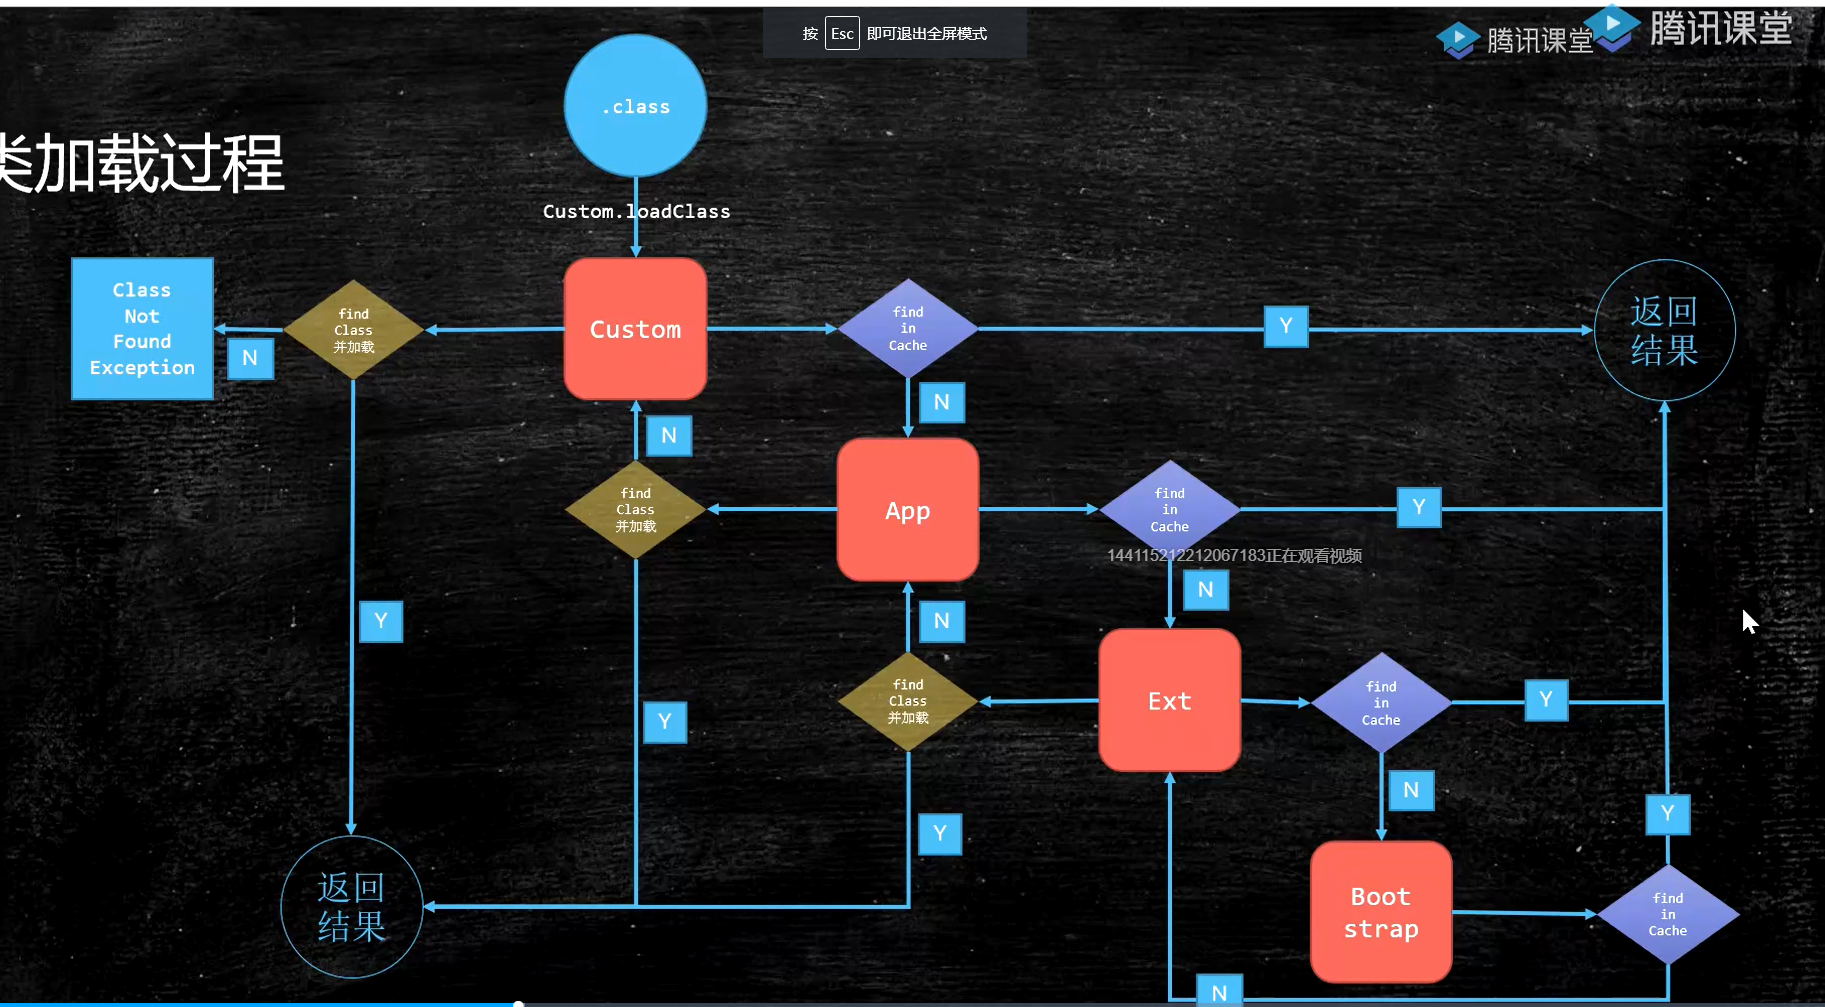 按 Esc 即可退出全屏模式
腾讯课堂
腾讯课堂
.class
类加载过程
Custom.loadClass
Class
Not
Found
Exception
N
find
Class
并加载
Custom
find
in
Cache
Y
返回
结果
N
N
find
Class
并加载
App
find
in
Cache
Y
144115212212067183正在观看视频
N
Y
N
find
Class
并加载
Ext
find
in
Cache
Y
Y
N
Y
Y
返回
结果
Boot
strap
find
in
Cache
N